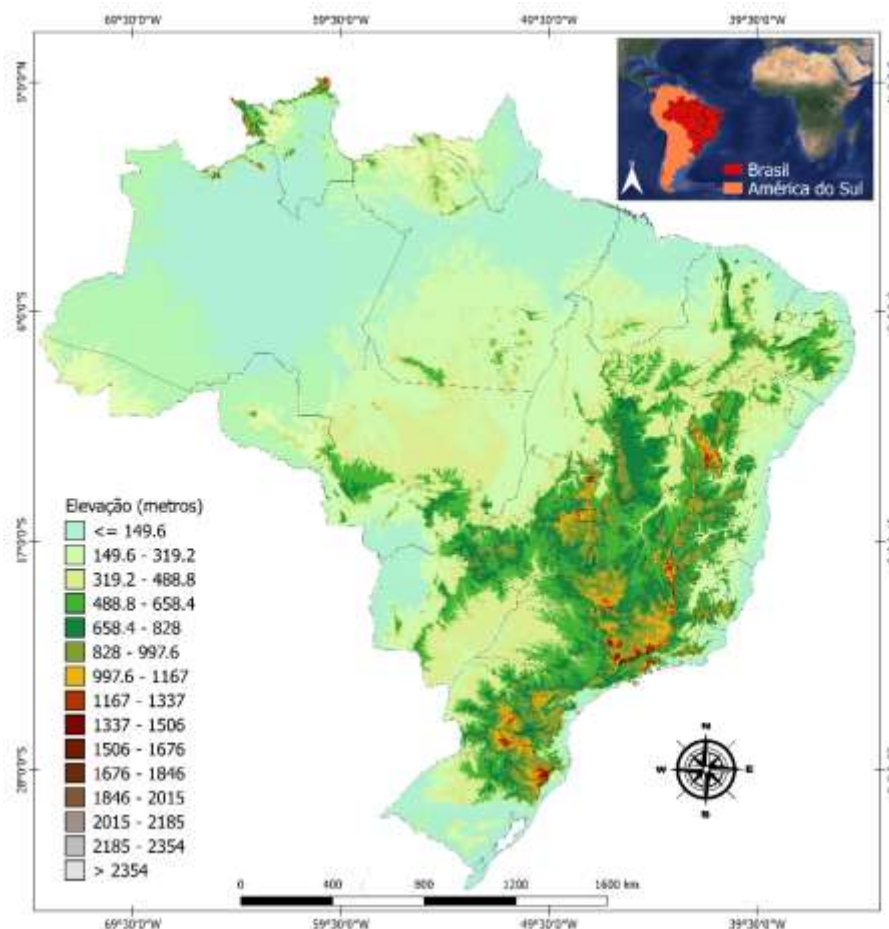 69°30'0"W 59°30'0"W 49°30'0"W 39°30'0"W
5°0'0"N
6°0'0"S
17°0'0"S
28°0'0"S
Brasil
América do Sul
Elevação (metros)
<= 149.6
149.6 - 319.2
319.2 - 488.8
488.8 - 658.4
658.4 - 828
828 - 997.6
997.6 - 1167
1167 - 1337
1337 - 1506
1506 - 1676
1676 - 1846
1846 - 2015
2015 - 2185
2185 - 2354
> 2354
N
W E
S
0 400 800 1200 1600 km
69°30'0"W 59°30'0"W 49°30'0"W 39°30'0"W